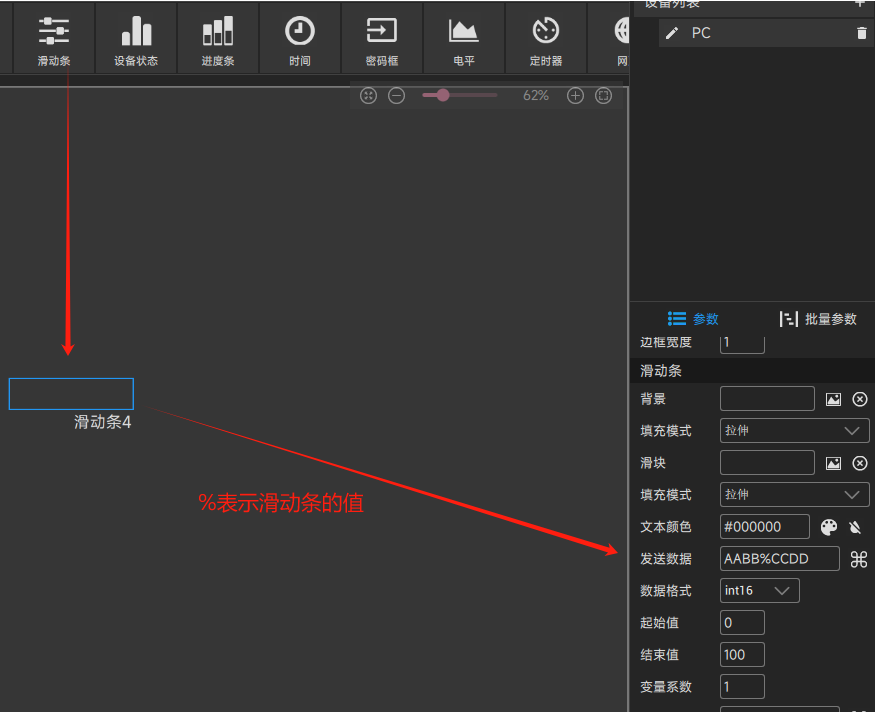 设备列表
滑动条
设备状态
进度条
时间
密码框
电平
定时器
网
PC
62%
参数
批量参数
边框宽度 1
滑动条
背景
填充模式 拉伸
滑块
填充模式 拉伸
文本颜色 #000000
发送数据 AABB%CCDD
数据格式 int16
起始值 0
结束值 100
变量系数 1
滑动条4
%表示滑动条的值